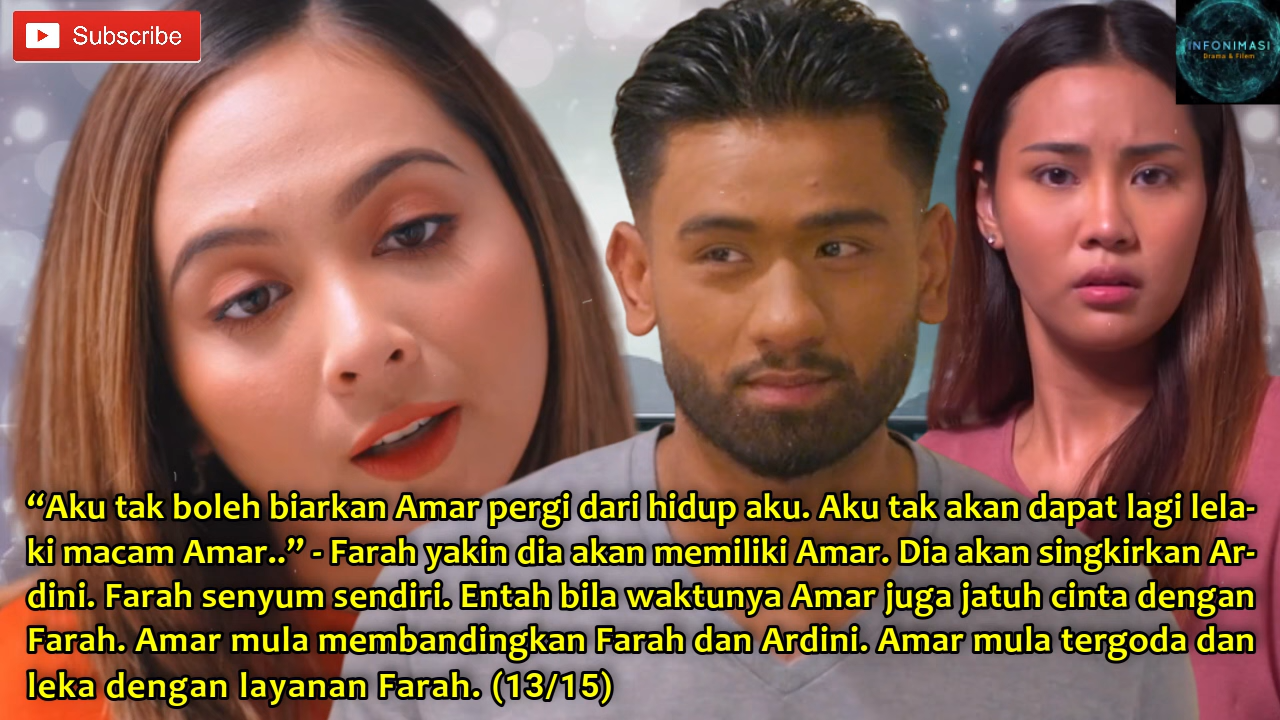 Subscribe
INFONIMASI
Drama & Filem
“Aku tak boleh biarkan Amar pergi dari hidup aku. Aku tak akan dapat lagi lela-
ki macam Amar..” - Farah yakin dia akan memiliki Amar. Dia akan singkirkan Ar-
dini. Farah senyum sendiri. Entah bila waktunya Amar juga jatuh cinta dengan
Farah. Amar mula membandingkan Farah dan Ardini. Amar mula tergoda dan
leka dengan layanan Farah. (13/15)